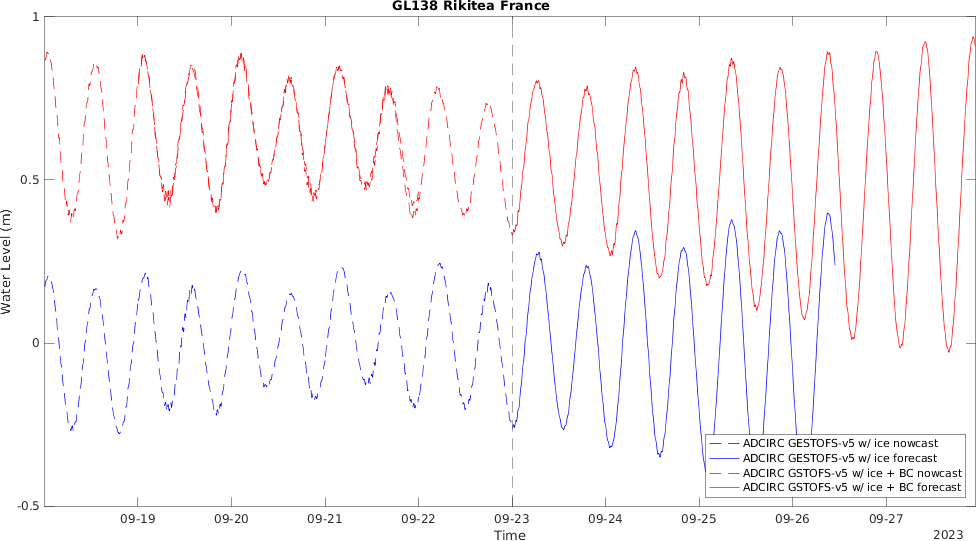 GL138 Rikitea France
1
0.5
0
-0.5
Water Level (m)
09-19
09-20
09-21
09-22
09-23
09-24
09-25
09-26
09-27
Time
2023
ADCIRC GESTOFS-v5 w/ ice nowcast
ADCIRC GESTOFS-v5 w/ ice forecast
ADCIRC GSTOFS-v5 w/ ice + BC nowcast
ADCIRC GSTOFS-v5 w/ ice + BC forecast